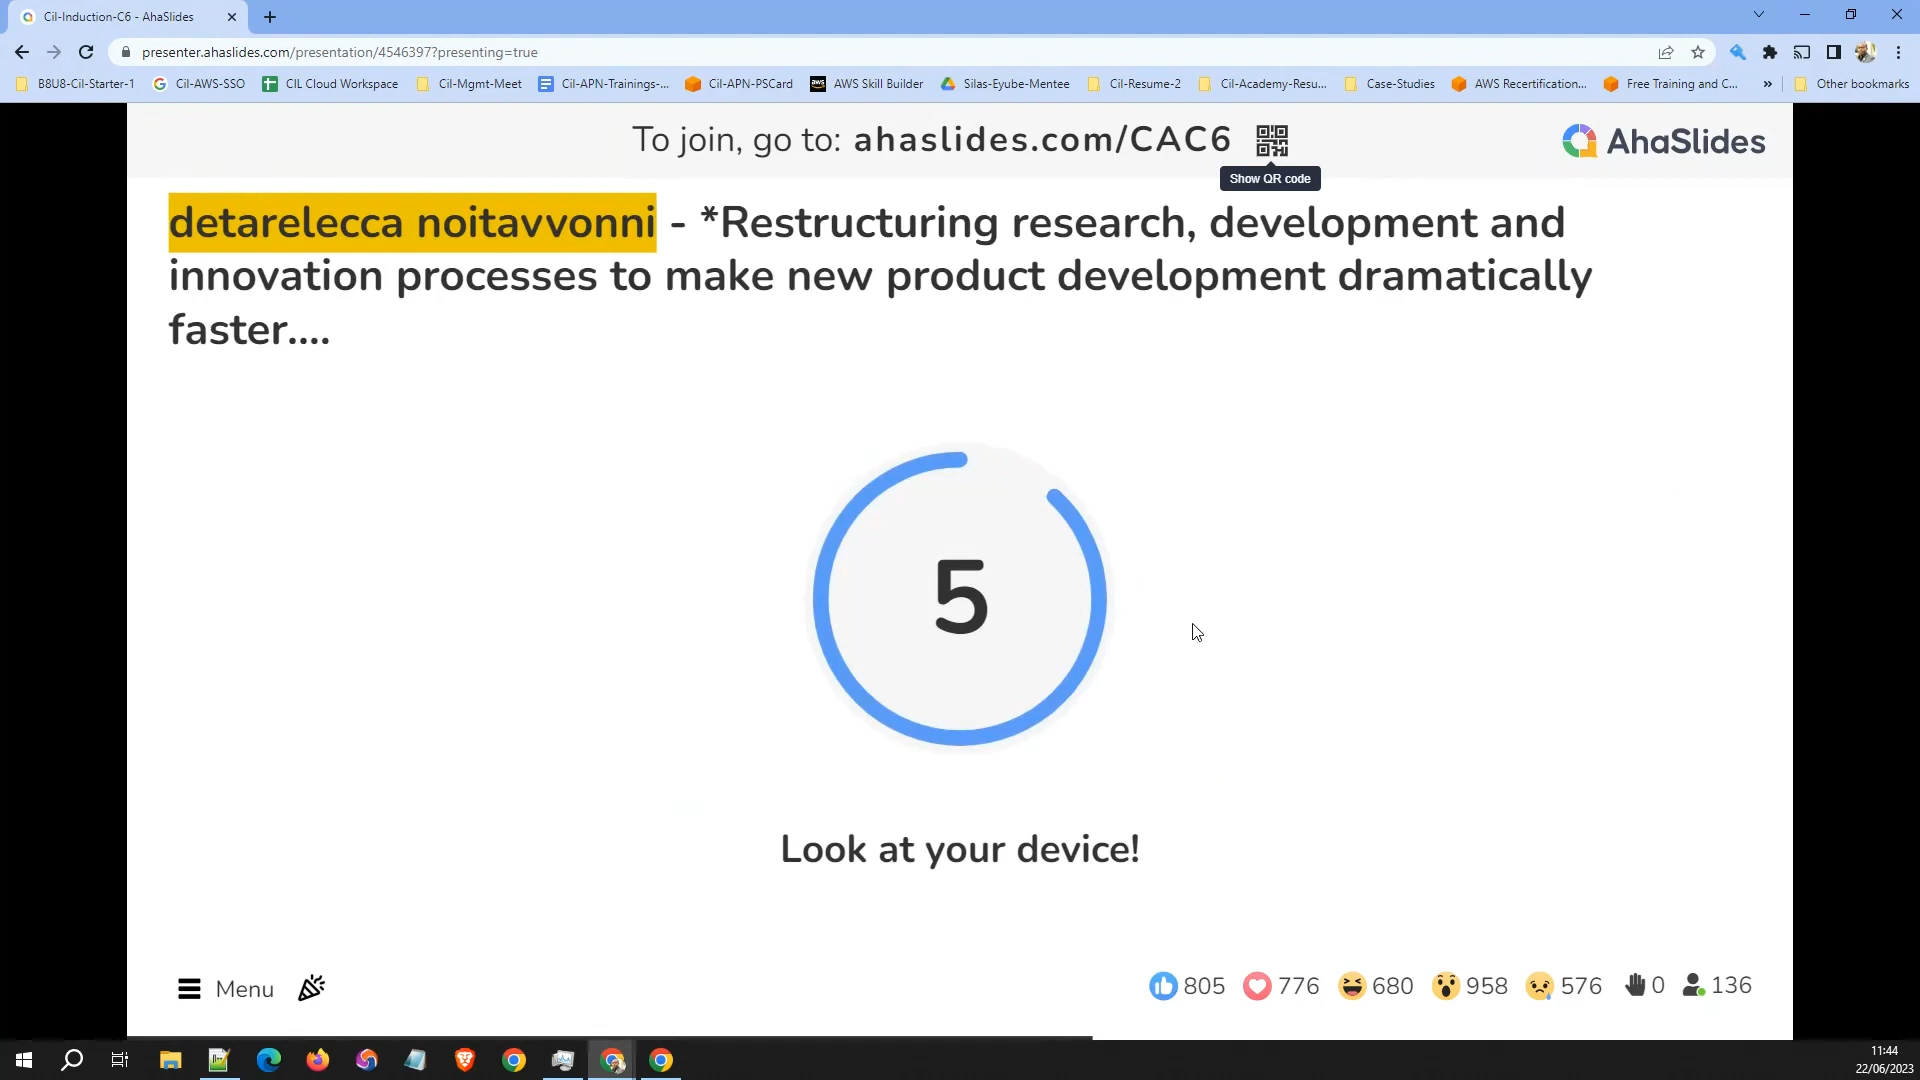 Cil-Induction-C6 - AhaSlides
presenter.ahaslides.com/presentation/4546397?presenting=true
B8U8-Cil-Starter-1 Cil-AWS-SSO CIL Cloud Workspace Cil-Mgmt-Meet Cil-APN-Trainings-... Cil-APN-PSCard aws AWS Skill Builder Silas-Eyube-Mentee Cil-Resume-2 Cil-Academy-Resu... Case-Studies AWS Recertification... Free Training and C... » Other bookmarks
To join, go to: ahaslides.com/CAC6 AhaSlides
Show QR code
detarelecca noitavvonni - *Restructuring research, development and
innovation processes to make new product development dramatically
faster....
5
Look at your device!
Menu 805 776 680 958 576 0 136
11:44
22/06/2023